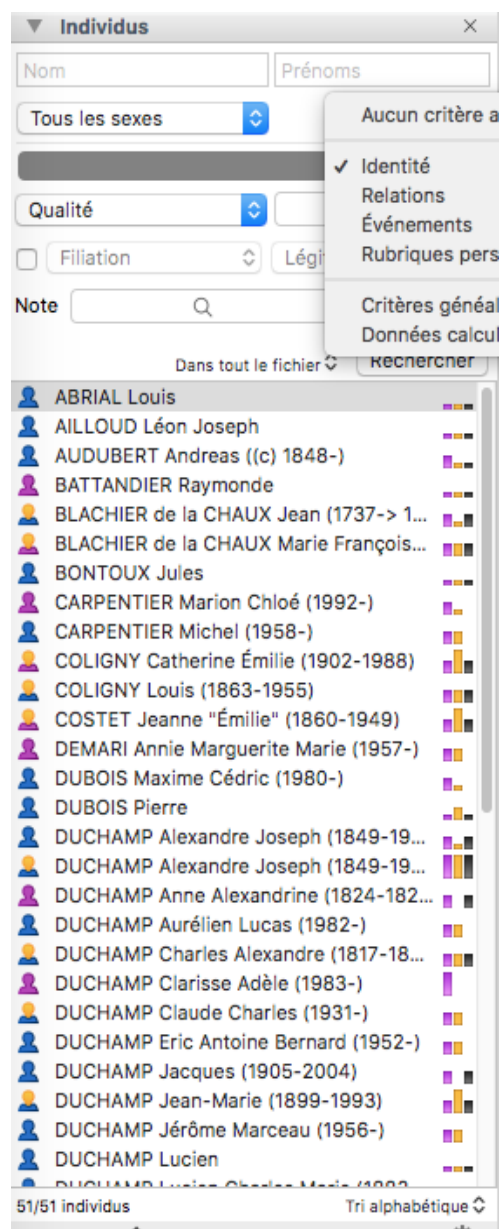 Individus
Nom Prénoms
Tous les sexes
Aucun critère
Identité
Relations
Qualité
Événements
Filiation
Rubriques
Note
Critères
Données
Dans tout le fichier Rechercher
ABRIAL Louis
AILLOUD Léon Joseph
AUDUBERT Andreas ((c) 1848-)
BATTANDIER Raymonde
BLACHIER de la CHAUX Jean (1737-> 1...
BLACHIER de la CHAUX Marie François...
BONTOUX Jules
CARPENTIER Marion Chloé (1992-)
CARPENTIER Michel (1958-)
COLIGNY Catherine Émilie (1902-1988)
COLIGNY Louis (1863-1955)
COSTET Jeanne "Émilie" (1860-1949)
DEMARI Annie Marguerite Marie (1957-)
DUBOIS Maxime Cédric (1980-)
DUBOIS Pierre
DUCHAMP Alexandre Joseph (1849-19...
DUCHAMP Alexandre Joseph (1849-19...
DUCHAMP Anne Alexandrine (1824-182...
DUCHAMP Aurélien Lucas (1982-)
DUCHAMP Charles Alexandre (1817-18...
DUCHAMP Clarisse Adèle (1983-)
DUCHAMP Claude Charles (1931-)
DUCHAMP Eric Antoine Bernard (1952-)
DUCHAMP Jacques (1905-2004)
DUCHAMP Jean-Marie (1899-1993)
DUCHAMP Jérôme Marceau (1956-)
DUCHAMP Lucien
51/51 individus Tri alphabétique